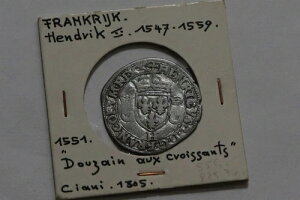 FRANKRIJK.
Hendrik II. 1547-1559.
1551.
"Douzain aux croissants"
Ciani. 1305.